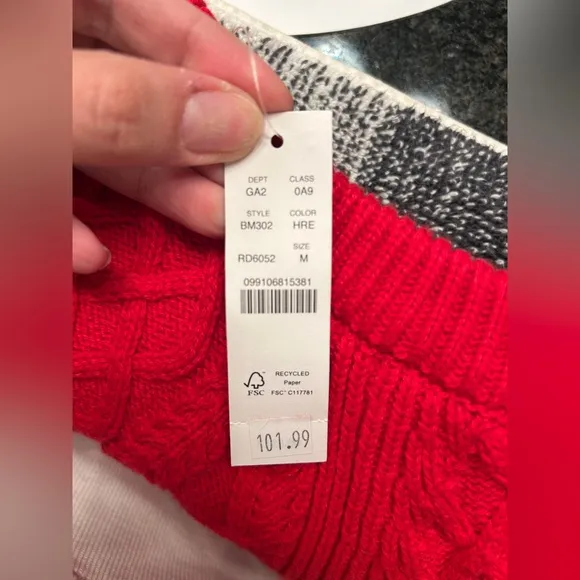 DEPT CLASS
GA2 0A9
STYLE COLOR
BM302 HRE
SIZE
RD6052 M
099106815381
RECYCLED
Paper
FSC
FSC® C117781
101.99